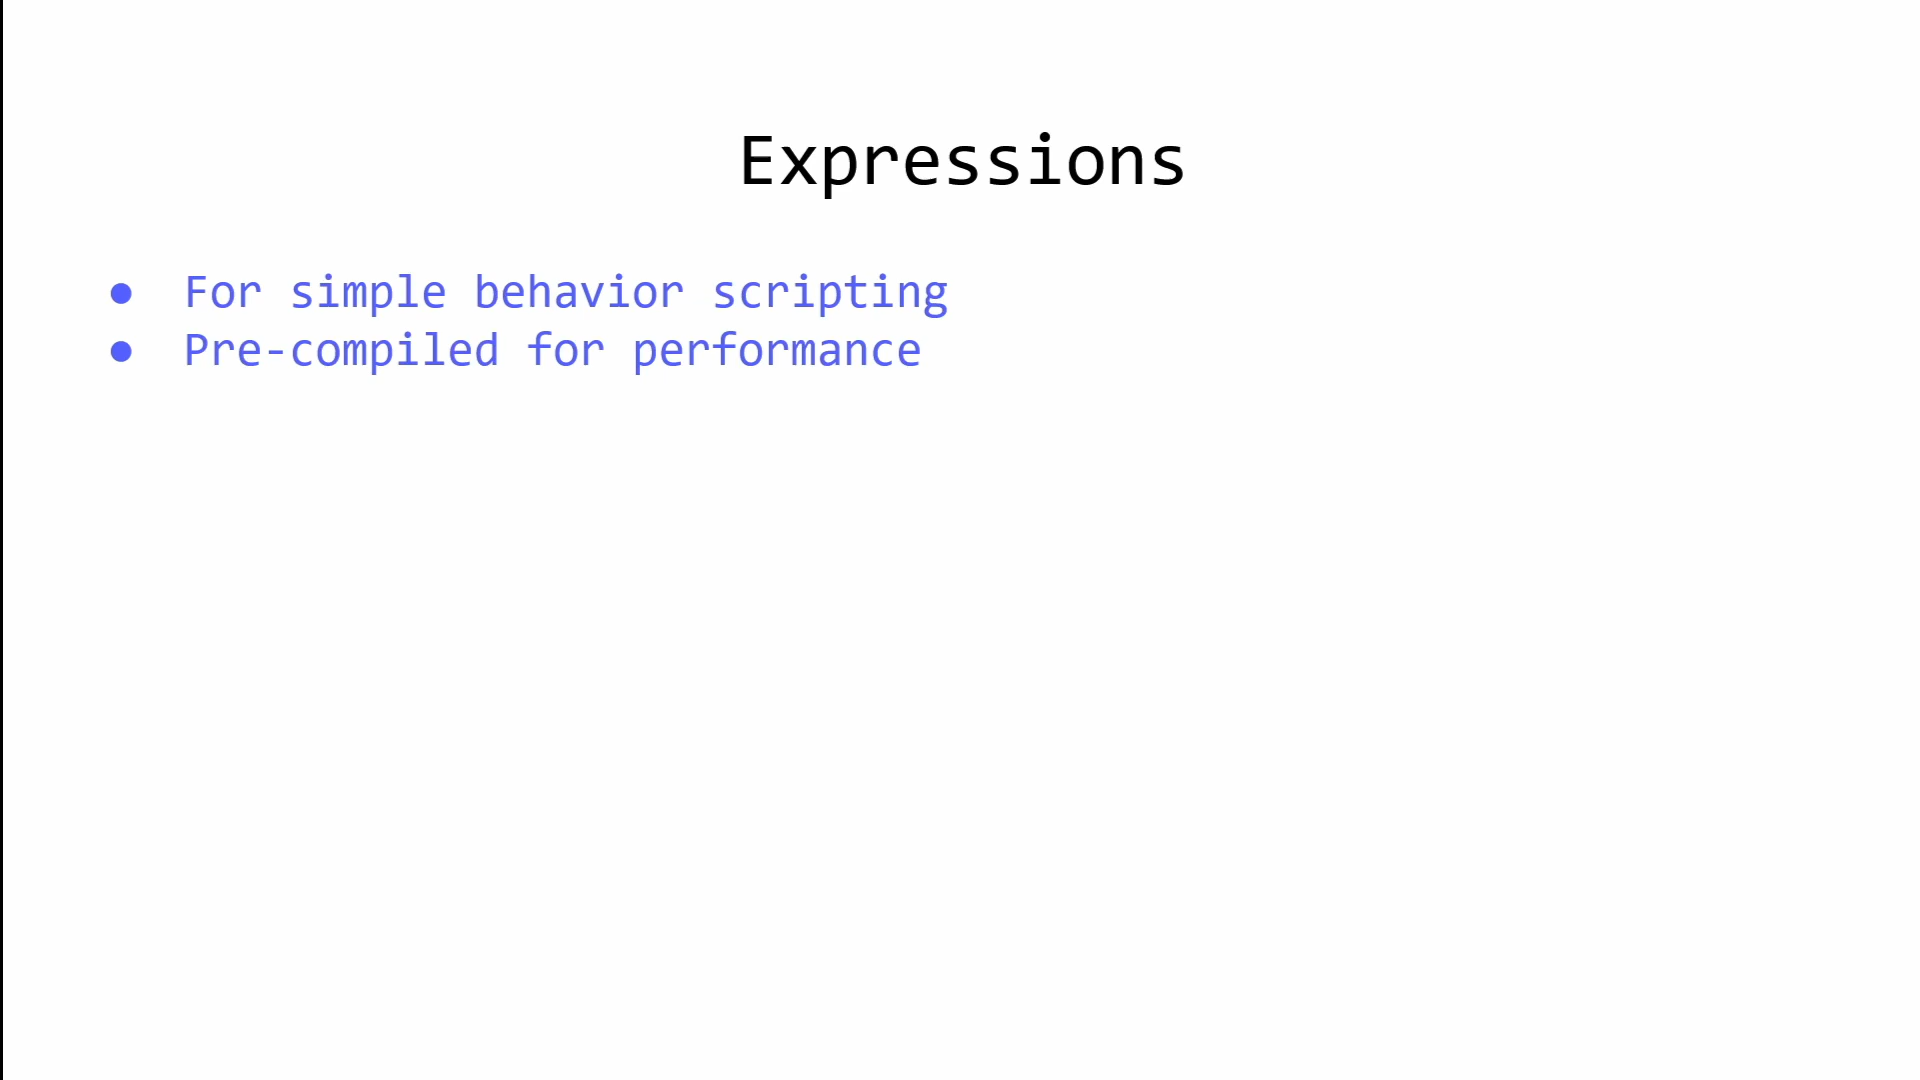 Expressions
● For simple behavior scripting
● Pre-compiled for performance